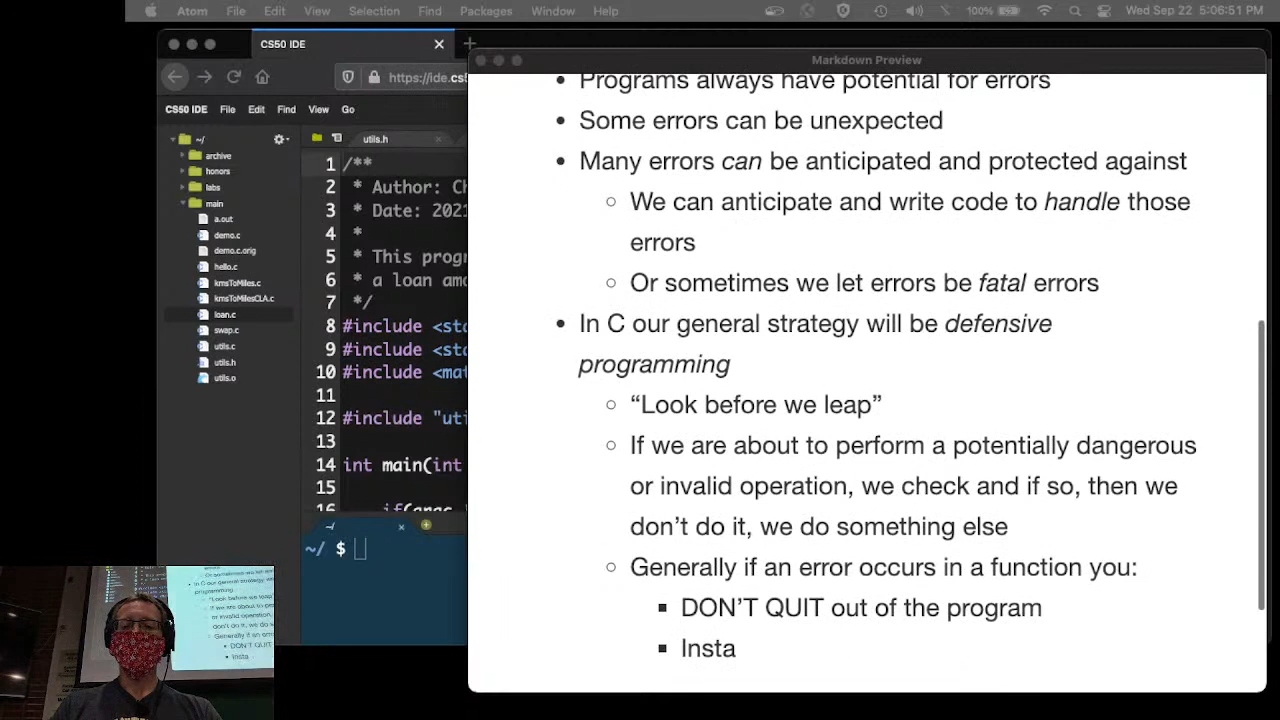 Atom File Edit View Selection Find Packages Window Help 100% Wed Sep 22 5:06:51 PM
CS50 IDE
https://ide.cs5
CS50 IDE File Edit Find View Go
~/
archive
honors
labs
main
a.out
demo.c
demo.c.orig
hello.c
kmsToMiles.c
kmsToMilesCLA.c
loan.c
swap.c
utils.c
utils.h
utils.o
utils.h
1 /**
2 * Author: Ch
3 * Date: 2021
4 *
5 * This progr
6 * a loan amo
7 */
8 #include <std
9 #include <std
10 #include <mat
11
12 #include "uti
13
14 int main(int
15
16 if(argc
~/
~/ $
Markdown Preview
• Programs always have potential for errors
• Some errors can be unexpected
• Many errors can be anticipated and protected against
○ We can anticipate and write code to handle those
errors
○ Or sometimes we let errors be fatal errors
• In C our general strategy will be defensive
programming
○ “Look before we leap”
○ If we are about to perform a potentially dangerous
or invalid operation, we check and if so, then we
don’t do it, we do something else
○ Generally if an error occurs in a function you:
▪ DON’T QUIT out of the program
▪ Insta